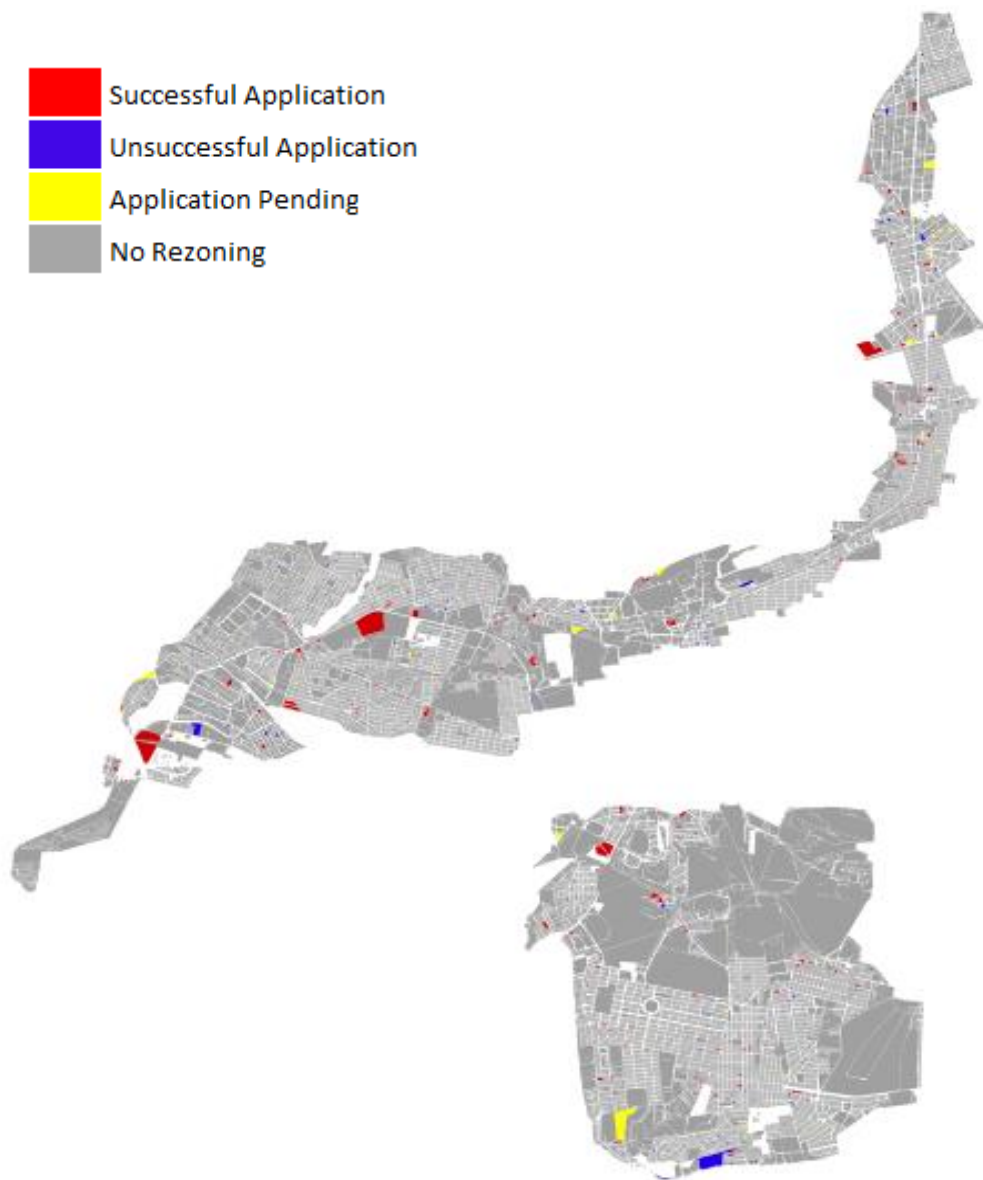 Successful Application
Unsuccessful Application
Application Pending
No Rezoning